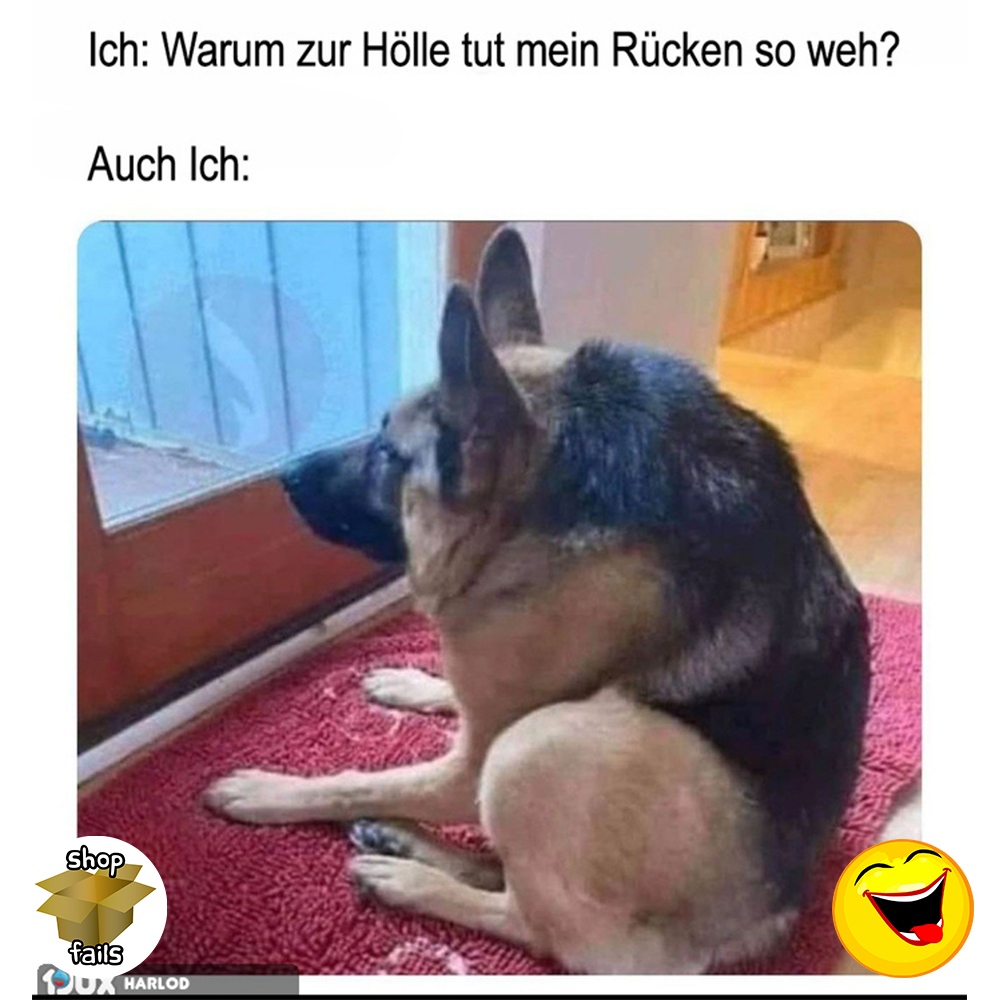 Ich: Warum zur Hölle tut mein Rücken so weh?
Auch Ich:
shop
fails
HARLOD